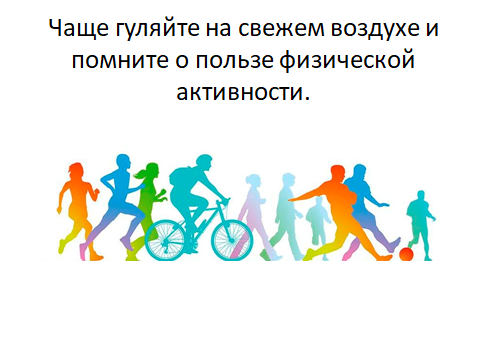 Чаще гуляйте на свежем воздухе и
помните о пользе физической
активности.